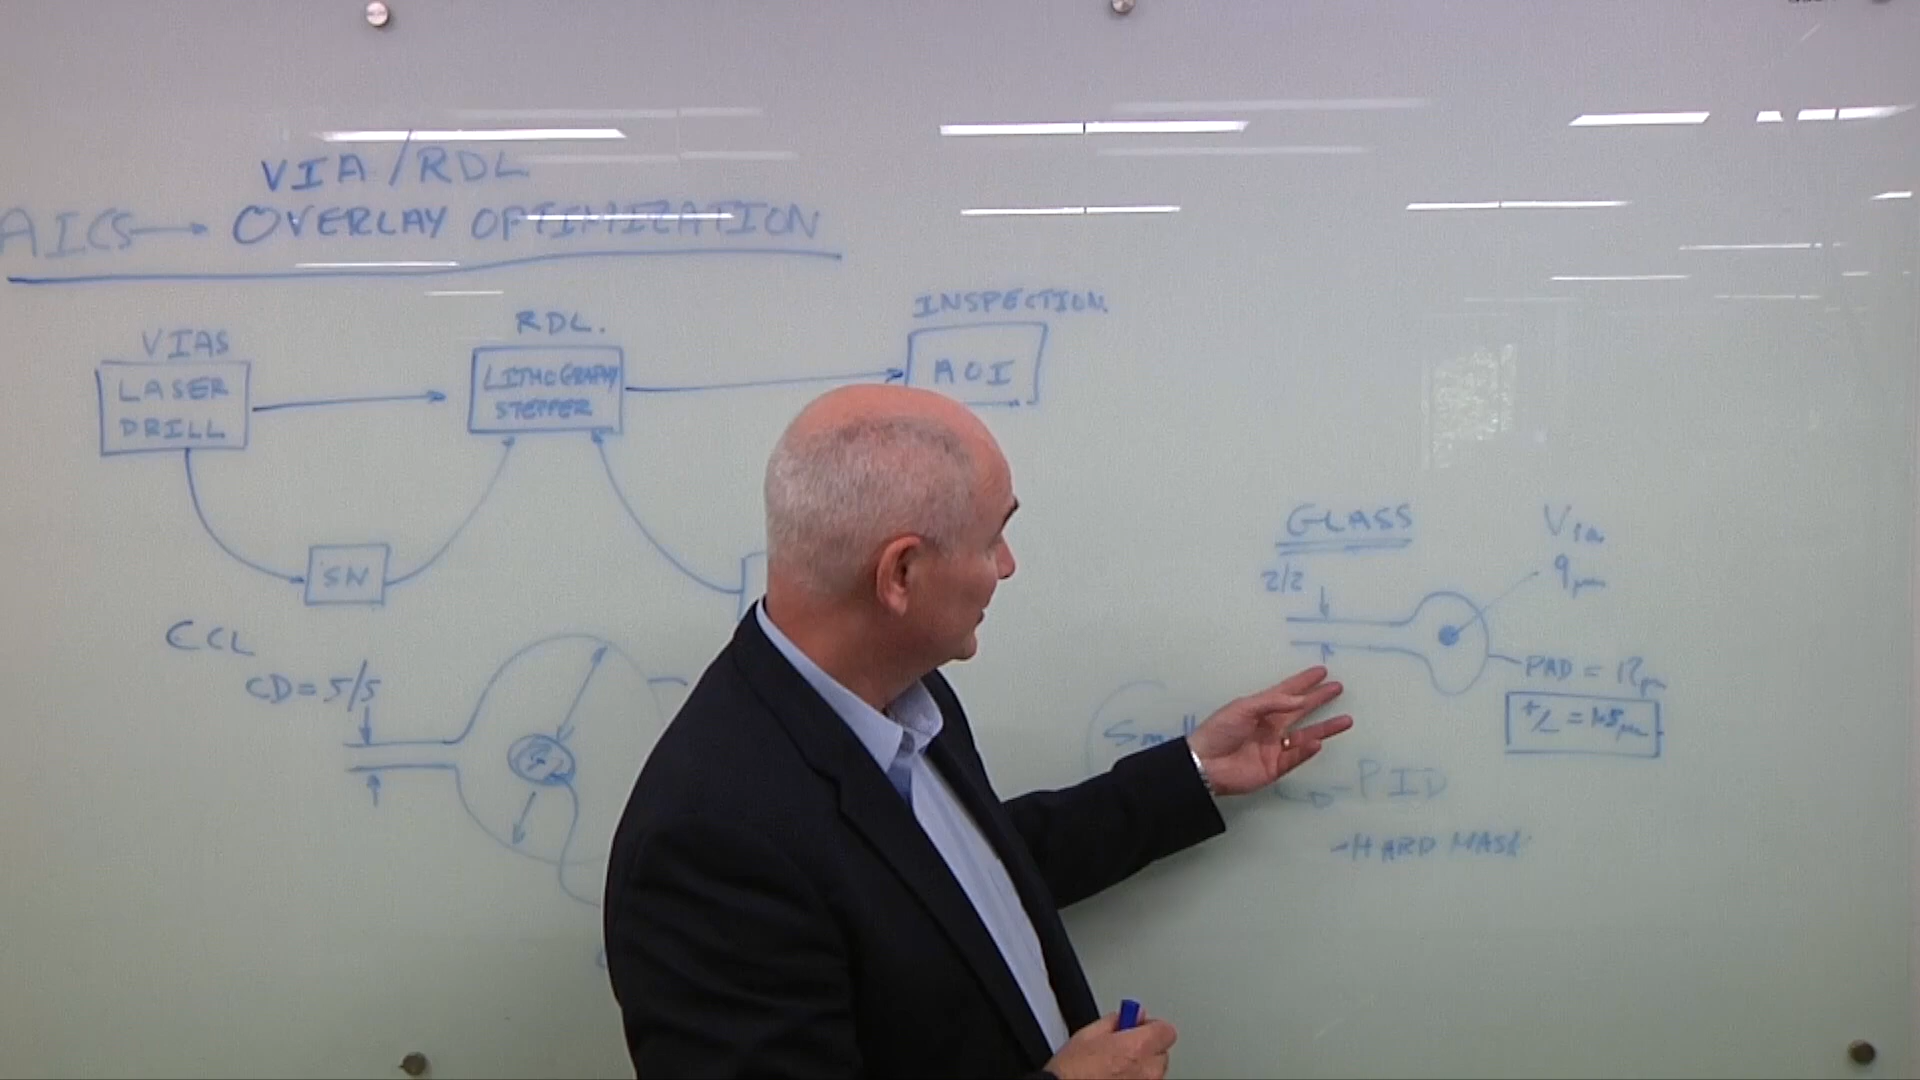 VIA/RDL
AICS → OVERLAY OPTIMIZATION
VIAS
LASER
DRILL
RDL.
LITHOGRAPHY
STEPPER
INSPECTION
AOI
SN
CCL
CD=5/5
GLASS
2/2
Via
9µm
PAD = 12µm
+/- = 1.5µm
Small
-PID
-HARD MASK